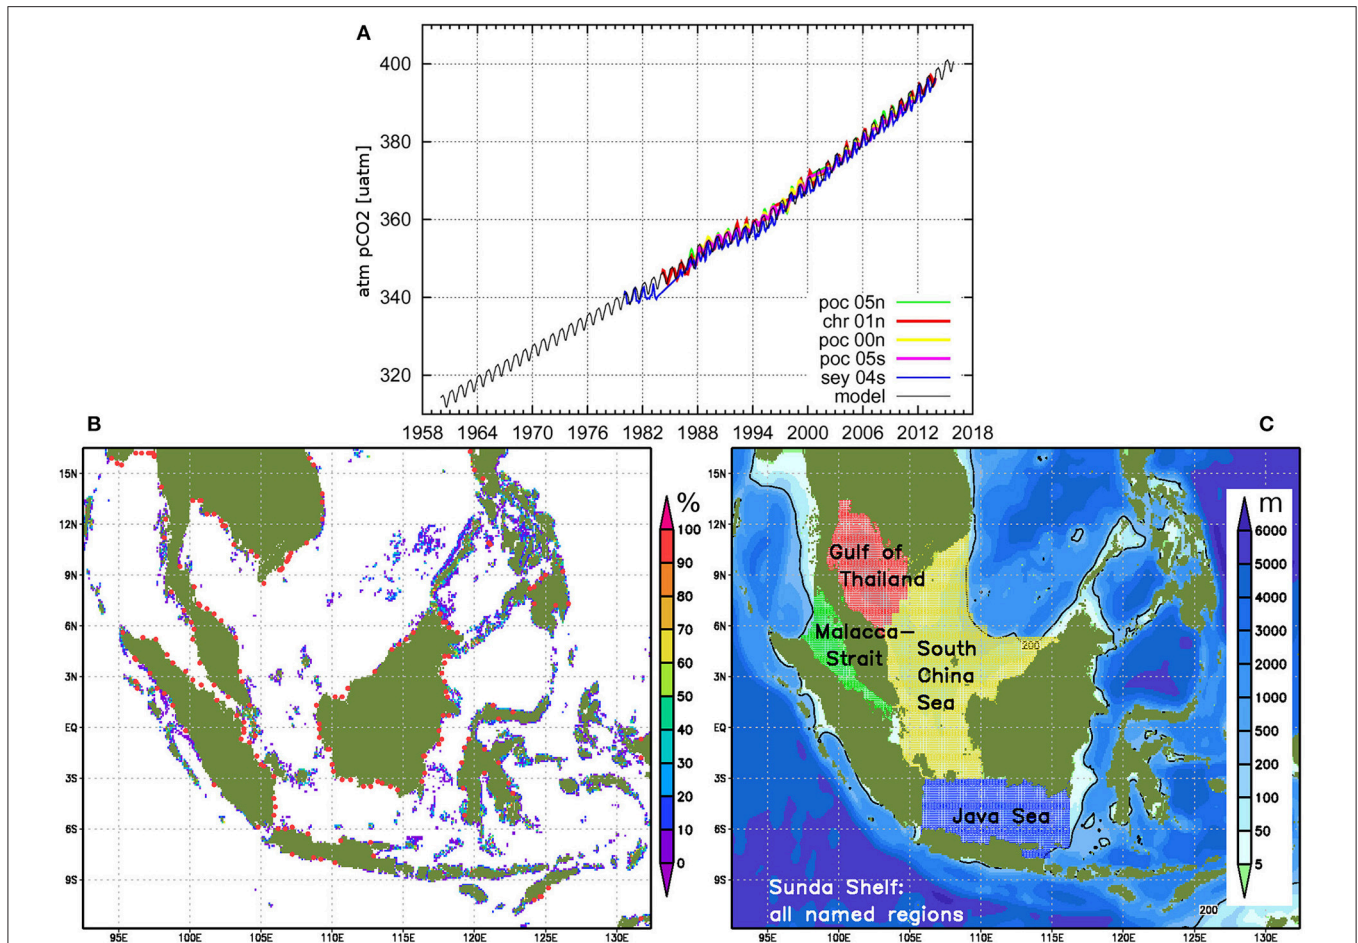 A
atm pCO2 [uatm]
400
380
360
340
320
poc 05n
chr 01n
poc 00n
poc 05s
sey 04s
model
1958 1964 1970 1976 1982 1988 1994 2000 2006 2012 2018
B
15N
12N
9N
6N
3N
EQ
3S
6S
9S
95E 100E 105E 110E 115E 120E 125E 130E
%
100
90
80
70
60
50
40
30
20
10
0
C
15N
12N
9N
6N
3N
EQ
3S
6S
9S
Gulf of
Thailand
Malacca–
Strait
South
China
Sea
200
Java Sea
Sunda Shelf:
all named regions
200
95E 100E 105E 110E 115E 120E 125E 130E
m
6000
5000
4000
3000
2000
1000
500
200
100
50
5